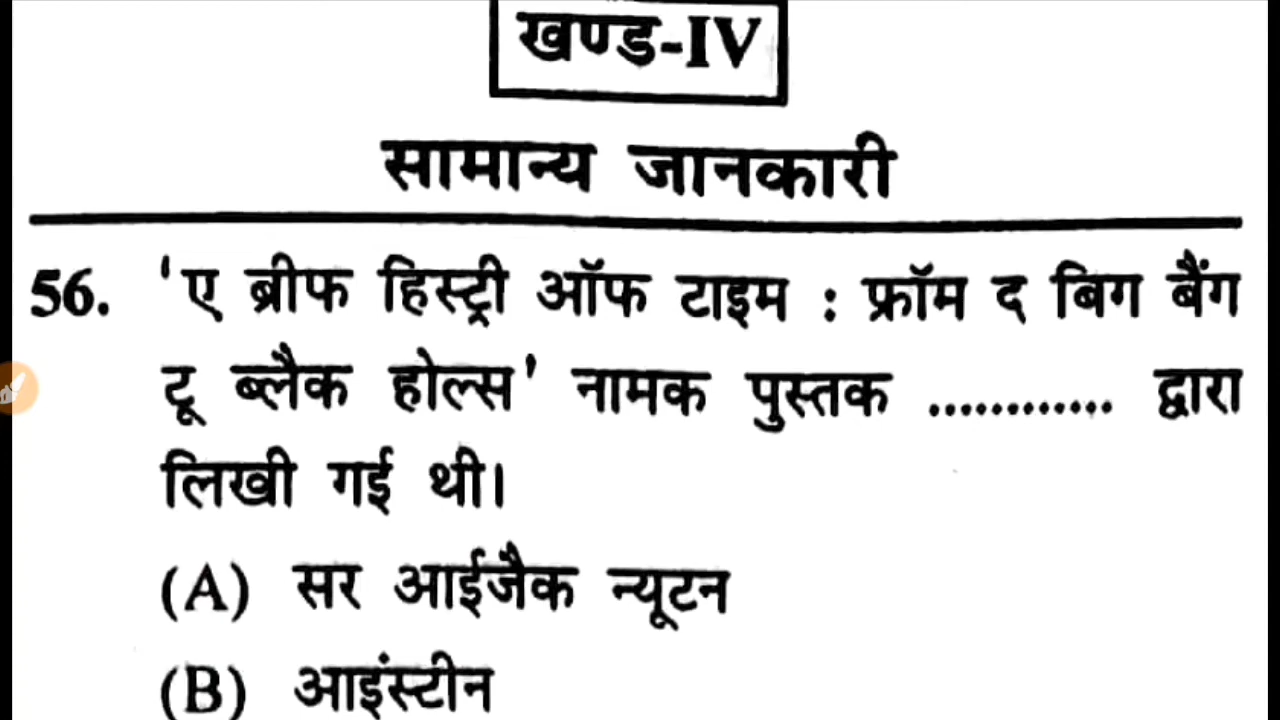 खण्ड-IV
सामान्य जानकारी
56. 'ए ब्रीफ हिस्ट्री ऑफ टाइम : फ्रॉम द बिग बैंग
टू ब्लैक होल्स' नामक पुस्तक ............ द्वारा
लिखी गई थी।
(A) सर आईजैक न्यूटन
(B) आइंस्टीन